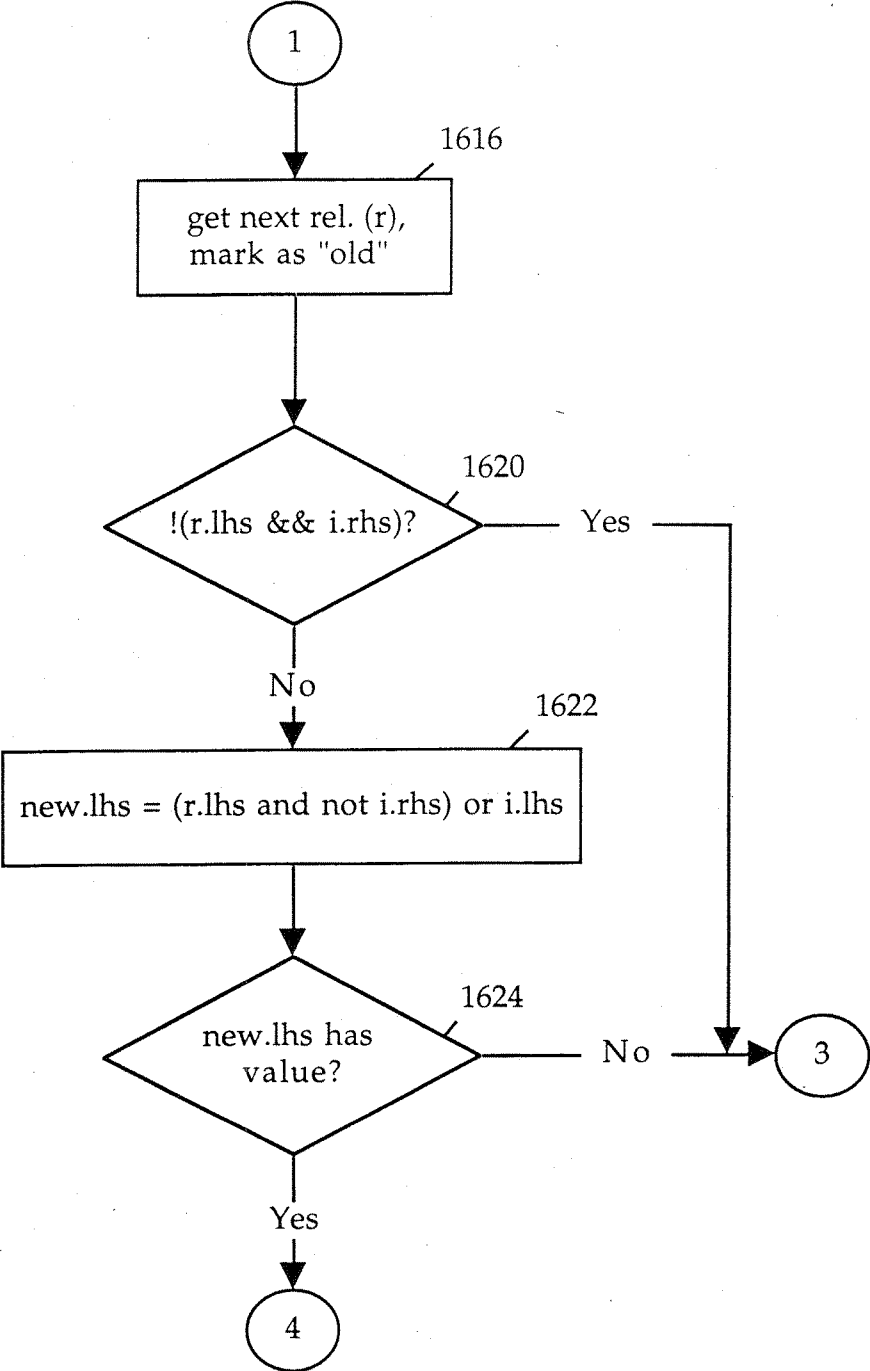 1
1616
get next rel. (r),
mark as "old"
1620
!(r.lhs && i.rhs)?
Yes
No
1622
new.lhs = (r.lhs and not i.rhs) or i.lhs
1624
new.lhs has
value?
No
3
Yes
4